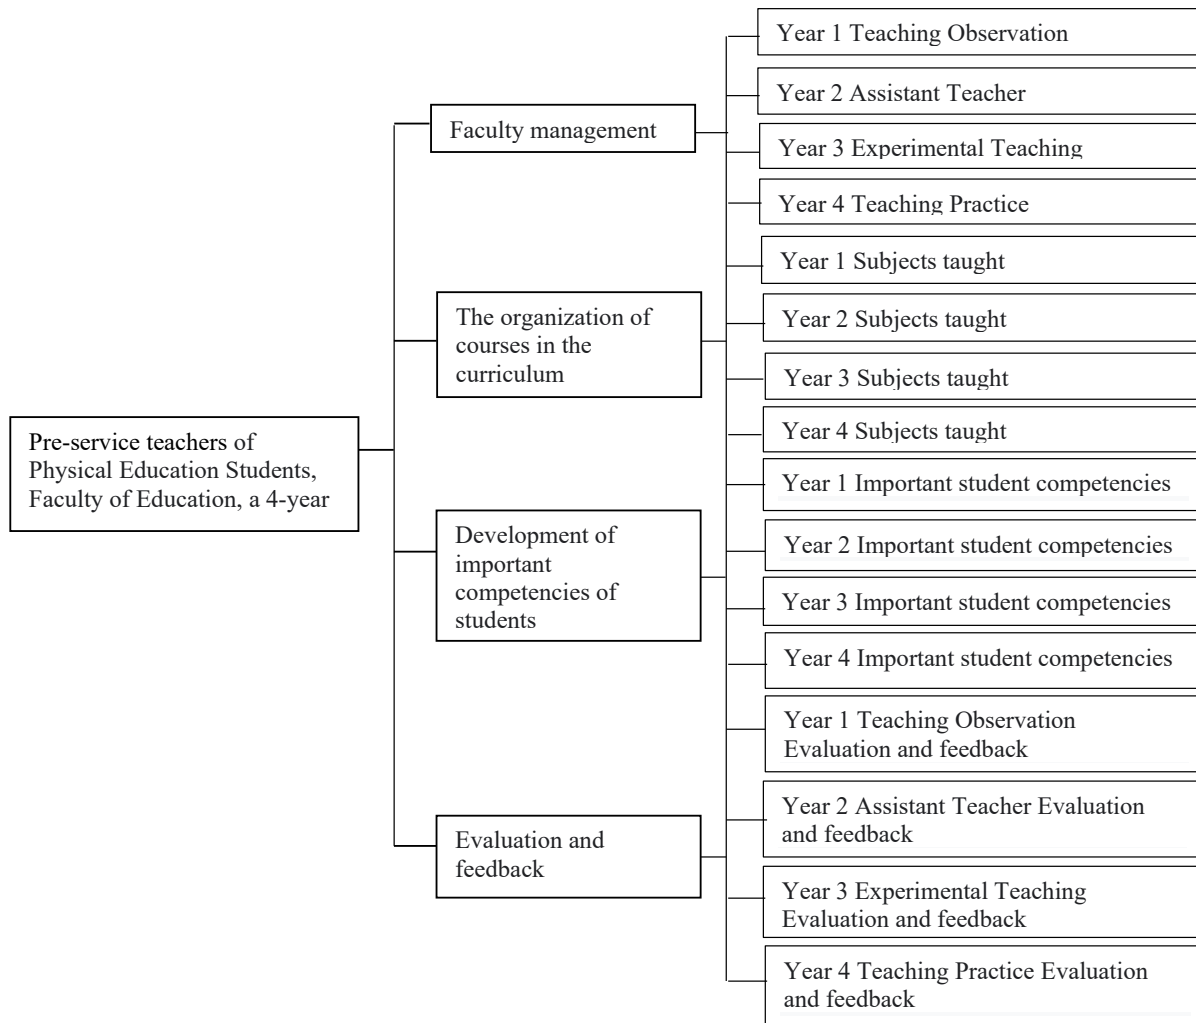 Year 1 Teaching Observation
Year 2 Assistant Teacher
Faculty management
Year 3 Experimental Teaching
Year 4 Teaching Practice
Year 1 Subjects taught
The organization of
courses in the
curriculum
Year 2 Subjects taught
Year 3 Subjects taught
Year 4 Subjects taught
Pre-service teachers of
Physical Education Students,
Faculty of Education, a 4-year
Year 1 Important student competencies
Development of
important
competencies of
students
Year 2 Important student competencies
Year 3 Important student competencies
Year 4 Important student competencies
Year 1 Teaching Observation
Evaluation and feedback
Evaluation and
feedback
Year 2 Assistant Teacher Evaluation
and feedback
Year 3 Experimental Teaching
Evaluation and feedback
Year 4 Teaching Practice Evaluation
and feedback